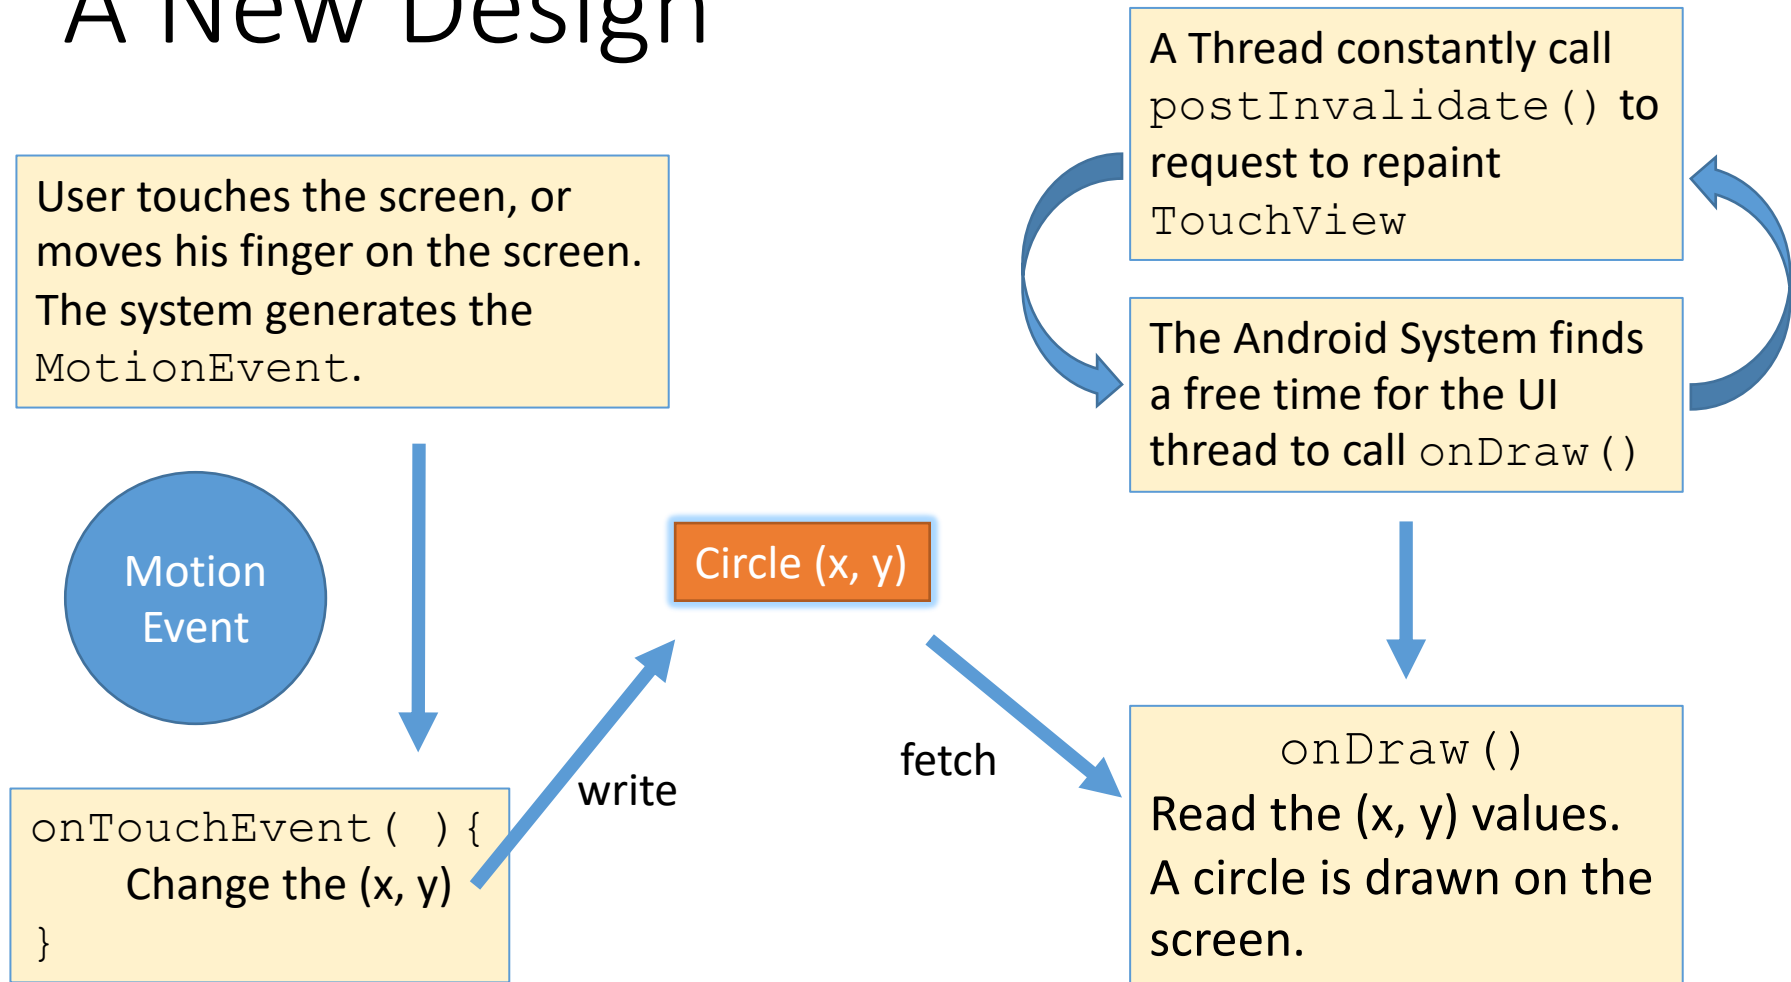 A New Design
User touches the screen, or
moves his finger on the screen.
The system generates the
MotionEvent.
Motion
Event
onTouchEvent( ){
Change the (x, y)
}
write
Circle (x, y)
fetch
A Thread constantly call
postInvalidate() to
request to repaint
TouchView
The Android System finds
a free time for the UI
thread to call onDraw()
onDraw()
Read the (x, y) values.
A circle is drawn on the
screen.